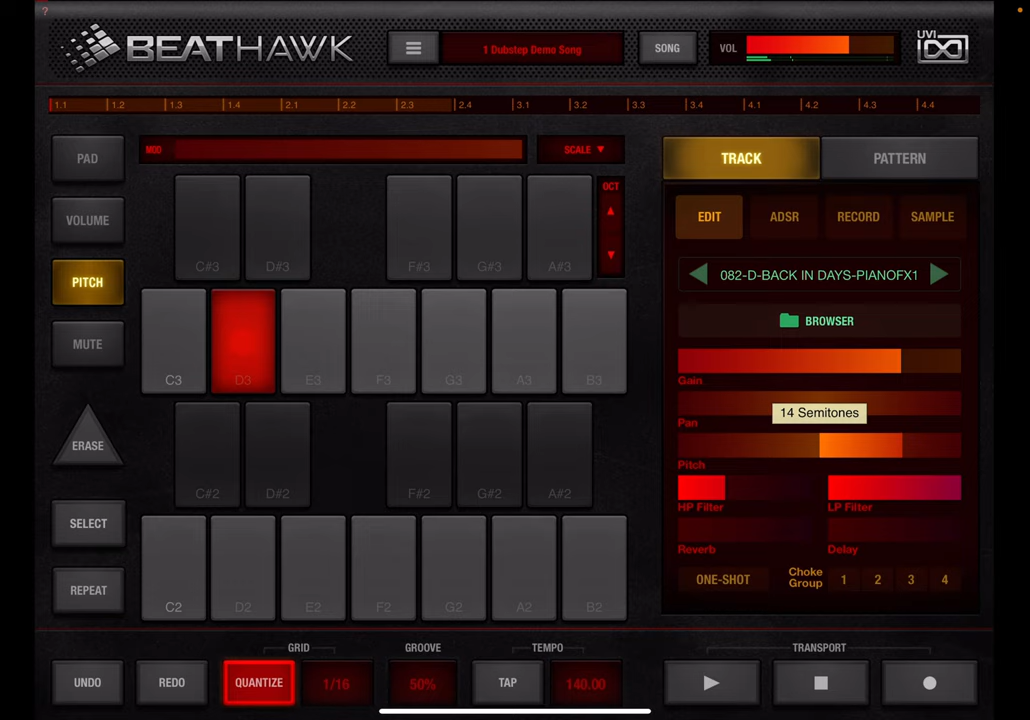 ?
BEATHAWK
1 Dubstep Demo Song
SONG
VOL
UVI
1.1 1.2 1.3 1.4 2.1 2.2 2.3 2.4 3.1 3.2 3.3 3.4 4.1 4.2 4.3 4.4
PAD
MOD
SCALE ▼
TRACK
PATTERN
VOLUME
OCT
C#3 D#3 F#3 G#3 A#3
EDIT
ADSR
RECORD
SAMPLE
PITCH
082-D-BACK IN DAYS-PIANOFX1
BROWSER
MUTE
C3 D3 E3 F3 G3 A3 B3
Gain
14 Semitones
Pan
ERASE
Pitch
C#2 D#2 F#2 G#2 A#2
HP Filter
LP Filter
SELECT
Reverb
Delay
REPEAT
C2 D2 E2 F2 G2 A2 B2
ONE-SHOT
Choke
Group
1 2 3 4
GRID
GROOVE
TEMPO
TRANSPORT
UNDO
REDO
QUANTIZE
1/16
50%
TAP
140.00